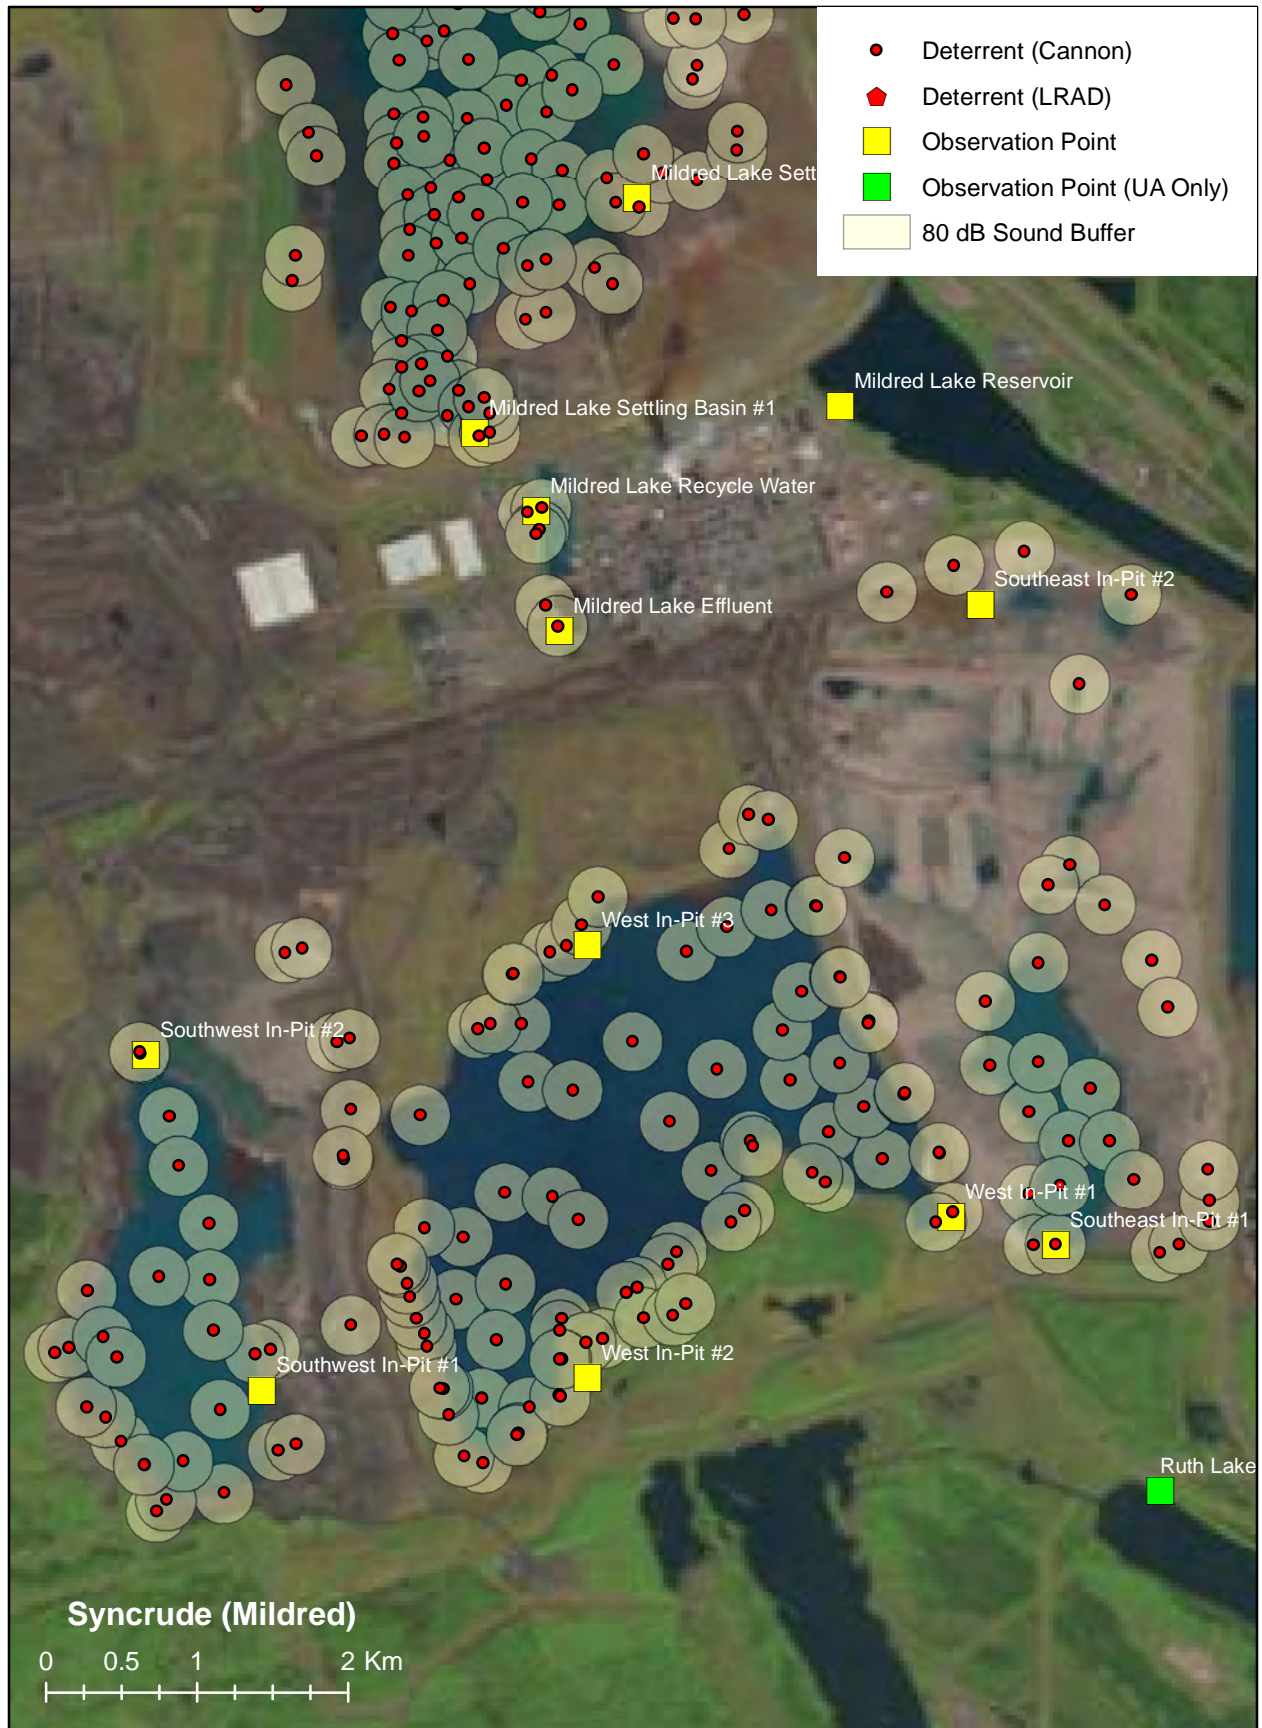 Deterrent (Cannon)
Deterrent (LRAD)
Observation Point
Observation Point (UA Only)
80 dB Sound Buffer
Mildred Lake Sett
Mildred Lake Reservoir
Mildred Lake Settling Basin #1
Mildred Lake Recycle Water
Southeast In-Pit #2
Mildred Lake Effluent
West In-Pit #3
Southwest In-Pit #2
West In-Pit #1
Southeast In-Pit #1
West In-Pit #2
Southwest In-Pit #1
Ruth Lake
Syncrude (Mildred)
0 0.5 1 2 Km